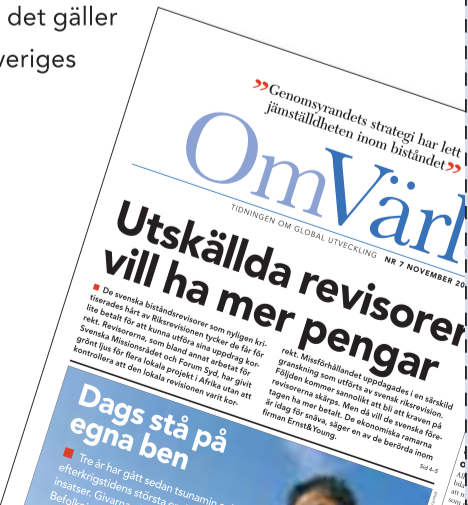 det gäller
veriges
”Genomsyrandets strategi har lett
jämställdheten inom biståndet”
OmVärl
TIDNINGEN OM GLOBAL UTVECKLING NR 7 NOVEMBER 20
Utskällda revisorer
vill ha mer pengar
De svenska biståndsrevisorer som nyligen kri-
tiserades hårt av Riksrevisionen tycker de får för
lite betalt för att kunna utföra sina uppdrag kor-
rekt. Revisorerna, som bland annat arbetat för
Svenska Missionsrådet och Forum Syd, har givit
grönt ljus för flera lokala projekt i Afrika utan att
kontrollera att den lokala revisionen varit kor-
rekt. Missförhållandet uppdagades i en särskild
granskning som utförts av svensk riksrevision.
Följden kommer sannolikt att bli att kraven på
revisorerna skärps. Men då vill de svenska före-
tagen ha mer betalt. De ekonomiska ramarna
är idag för snäva, säger en av de berörda inom
firman Ernst&Young.
Sid 4-5
Dags stå på
egna ben
Tre år har gått sedan tsunamin
efterkrigstidens största
insatser. Givarna